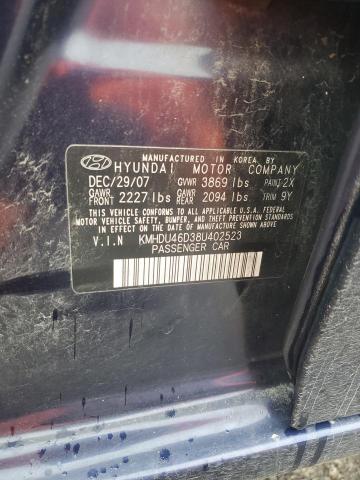 MANUFACTURED IN KOREA BY
HYUNDAI MOTOR COMPANY
DEC/29/07 GVWR 3869 lbs PAINT 2X
GAWR FRONT 2227 lbs GAWR REAR 2094 lbs TRIM 9Y
THIS VEHICLE CONFORMS TO ALL APPLICABLE U.S.A FEDERAL
MOTOR VEHICLE SAFETY, BUMPER, AND THEFT PREVENTION STANDARDS
IN EFFECT ON THE DATE OF MANUFACTURE SHOWN ABOVE.
V.I.N KMHDU46D38U402523
PASSENGER CAR